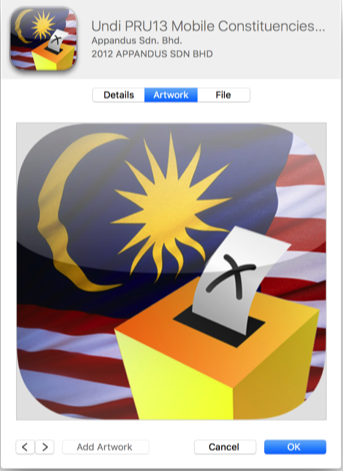 Undi PRU13 Mobile Constituencies...
Appandus Sdn. Bhd.
2012 APPANDUS SDN BHD
Details Artwork File
Add Artwork Cancel OK